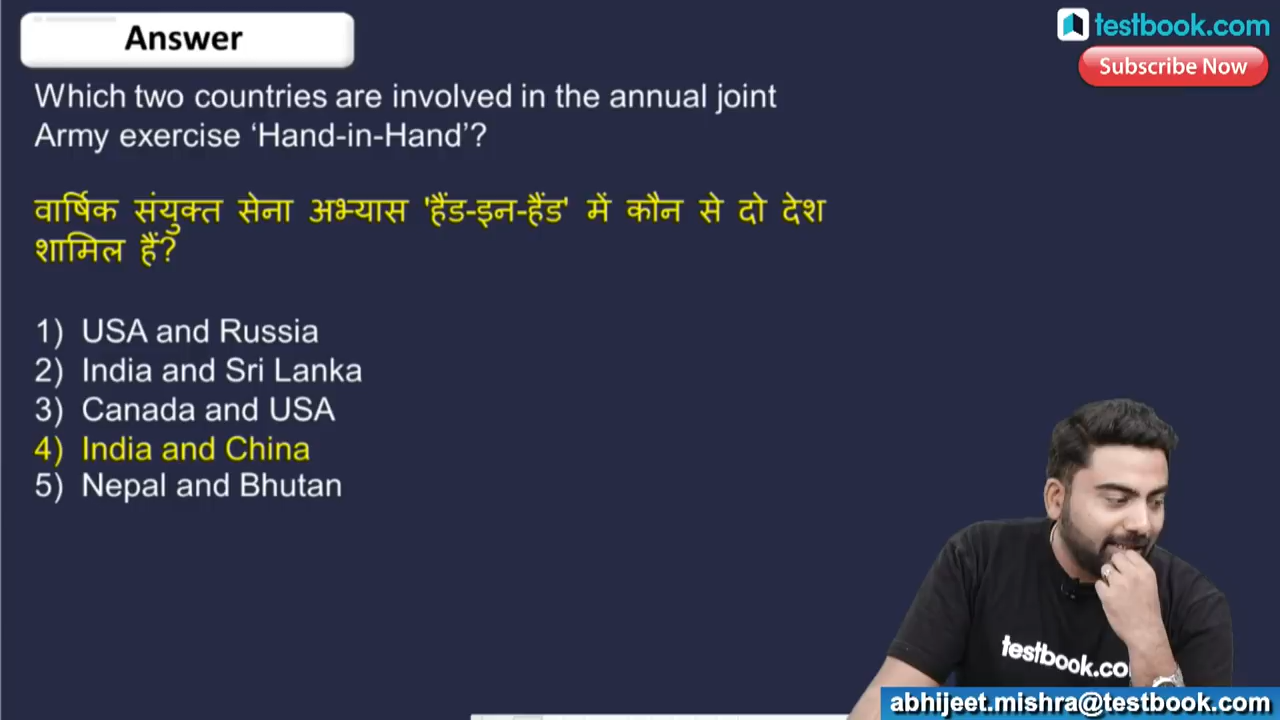 Answer
testbook.com
Subscribe Now
Which two countries are involved in the annual joint
Army exercise ‘Hand-in-Hand’?
वार्षिक संयुक्त सेना अभ्यास 'हैंड-इन-हैंड' में कौन से दो देश
शामिल हैं?
1) USA and Russia
2) India and Sri Lanka
3) Canada and USA
4) India and China
5) Nepal and Bhutan
testbook.co
abhijeet.mishra@testbook.com